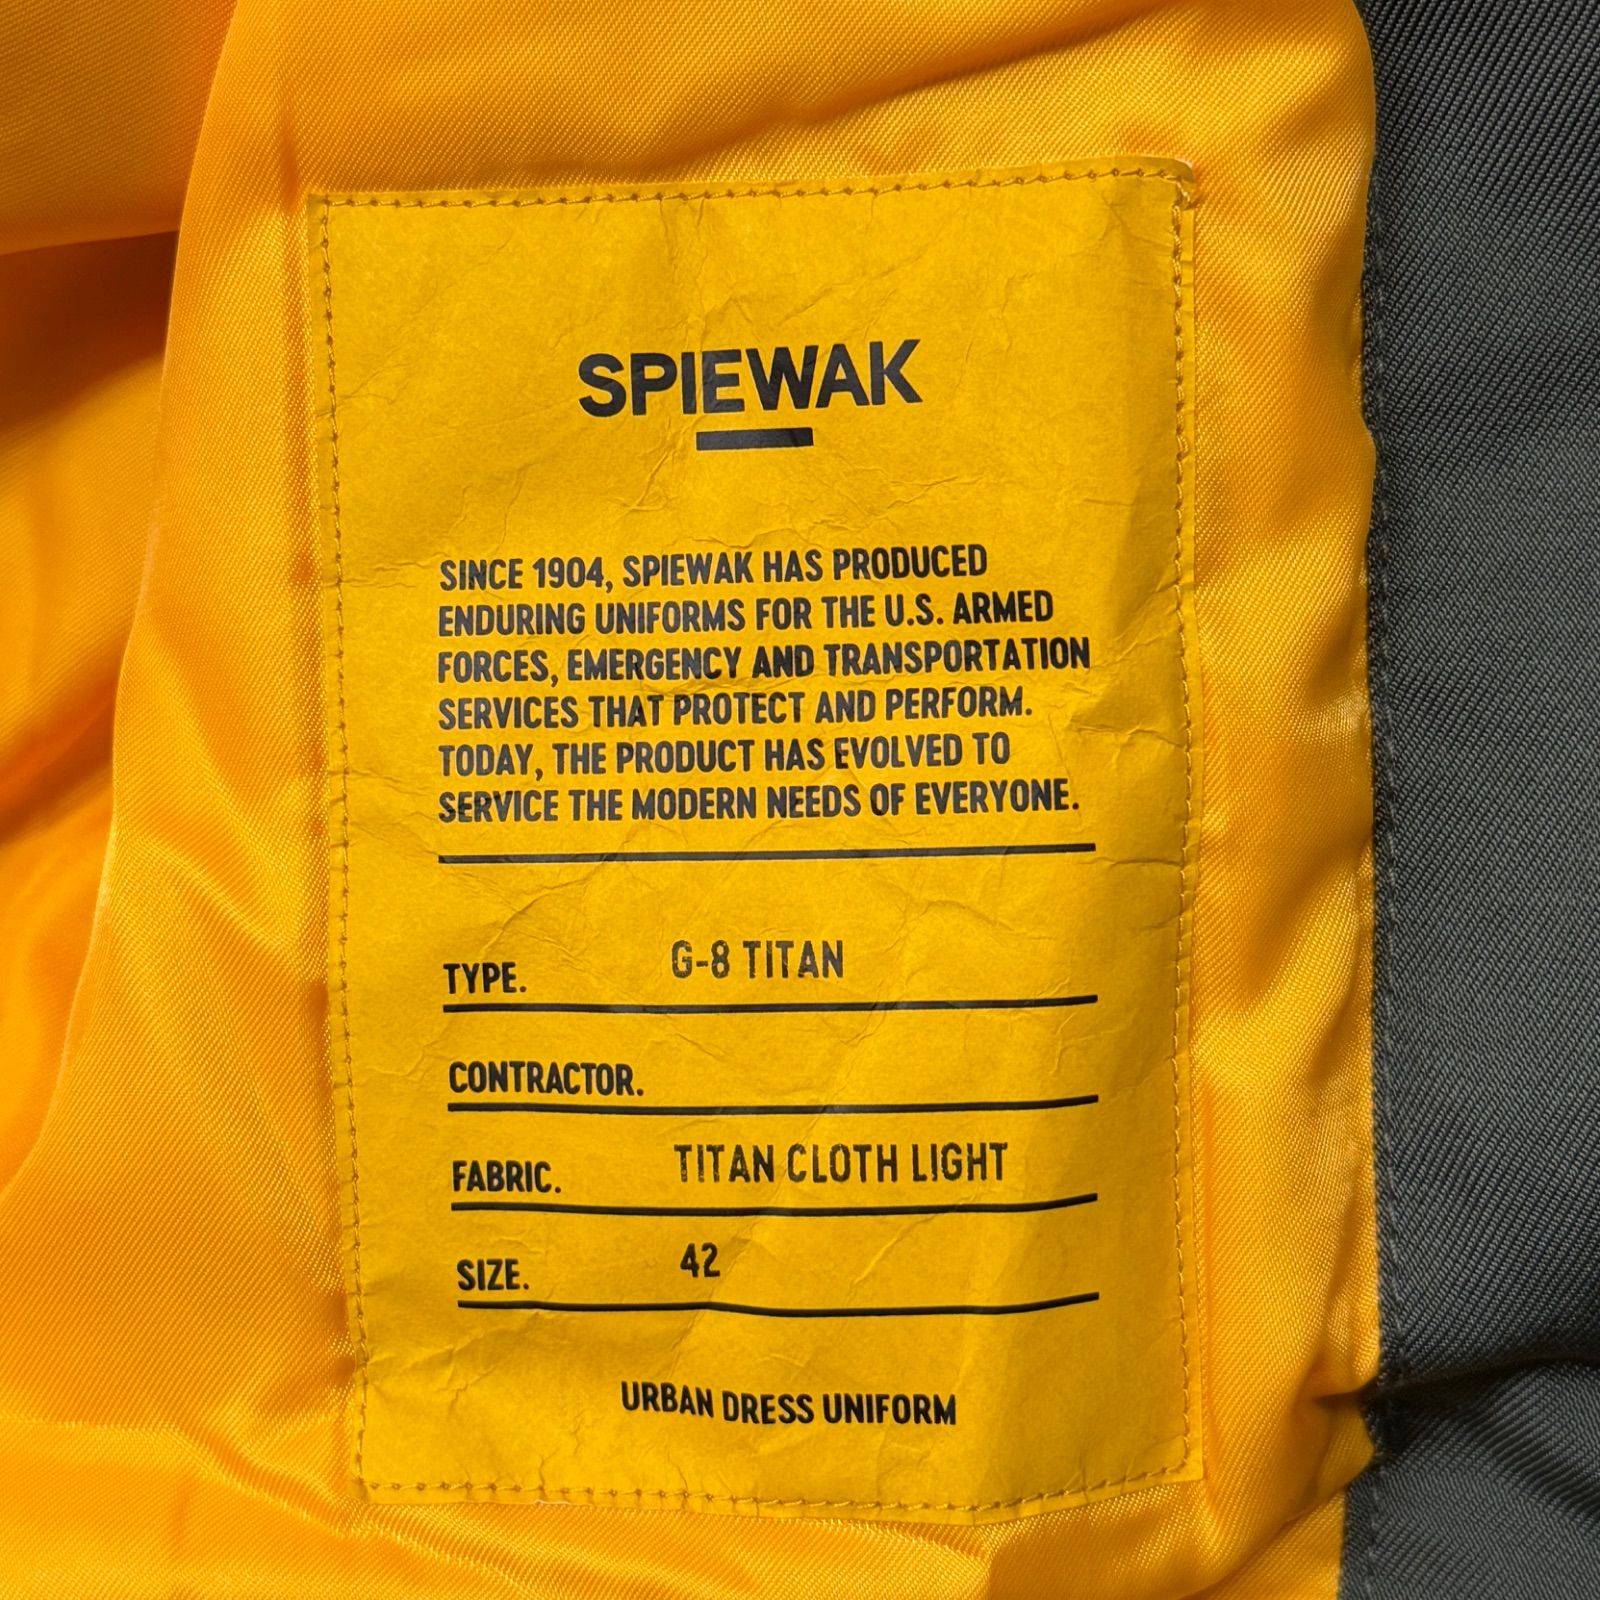 SPIEWAK
SINCE 1904, SPIEWAK HAS PRODUCED
ENDURING UNIFORMS FOR THE U.S. ARMED
FORCES, EMERGENCY AND TRANSPORTATION
SERVICES THAT PROTECT AND PERFORM.
TODAY, THE PRODUCT HAS EVOLVED TO
SERVICE THE MODERN NEEDS OF EVERYONE.
TYPE. G-8 TITAN
CONTRACTOR.
FABRIC. TITAN CLOTH LIGHT
SIZE. 42
URBAN DRESS UNIFORM